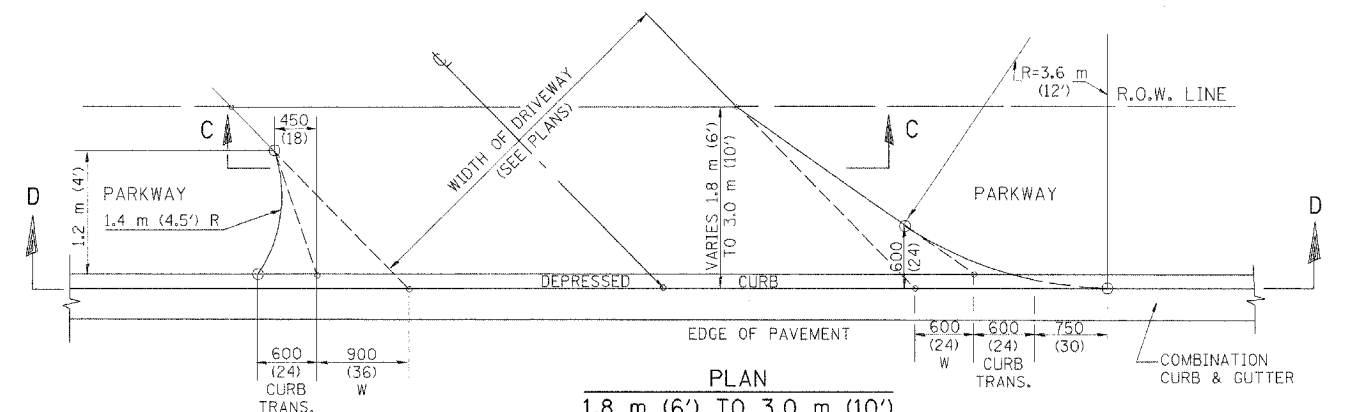 ℄
WIDTH OF DRIVEWAY
(SEE PLANS)
R=3.6 m
(12')
R.O.W. LINE
C
C
450
(18)
1.2 m (4')
PARKWAY
1.4 m (4.5') R
VARIES 1.8 m (6')
TO 3.0 m (10')
PARKWAY
600
(24)
D
D
DEPRESSED CURB
EDGE OF PAVEMENT
600
(24)
CURB
TRANS.
900
(36)
W
600
(24)
W
600
(24)
CURB
TRANS.
750
(30)
COMBINATION
CURB & GUTTER
PLAN
1.8 m (6') TO 3.0 m (10')